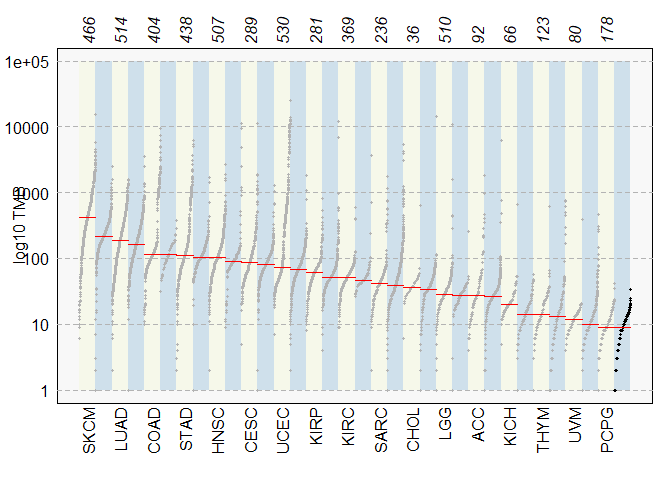 466 514 404 438 507 289 530 281 369 236 36 510 92 66 123 80 178
1e+05
10000
1000
100
10
1
log10 TMB
SKCM LUAD COAD STAD HNSC CESC UCEC KIRP KIRC SARC CHOL LGG ACC KICH THYM UVM PCPG